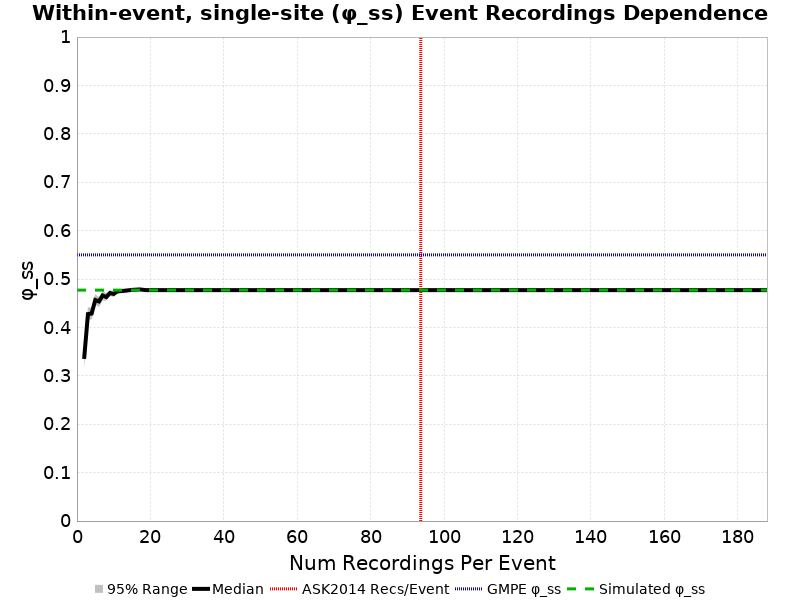 Within-event, single-site (φ_ss) Event Recordings Dependence
1
0.9
0.8
0.7
0.6
0.5
0.4
0.3
0.2
0.1
0
φ_ss
0 20 40 60 80 100 120 140 160 180
Num Recordings Per Event
95% Range Median ASK2014 Recs/Event GMPE φ_ss Simulated φ_ss